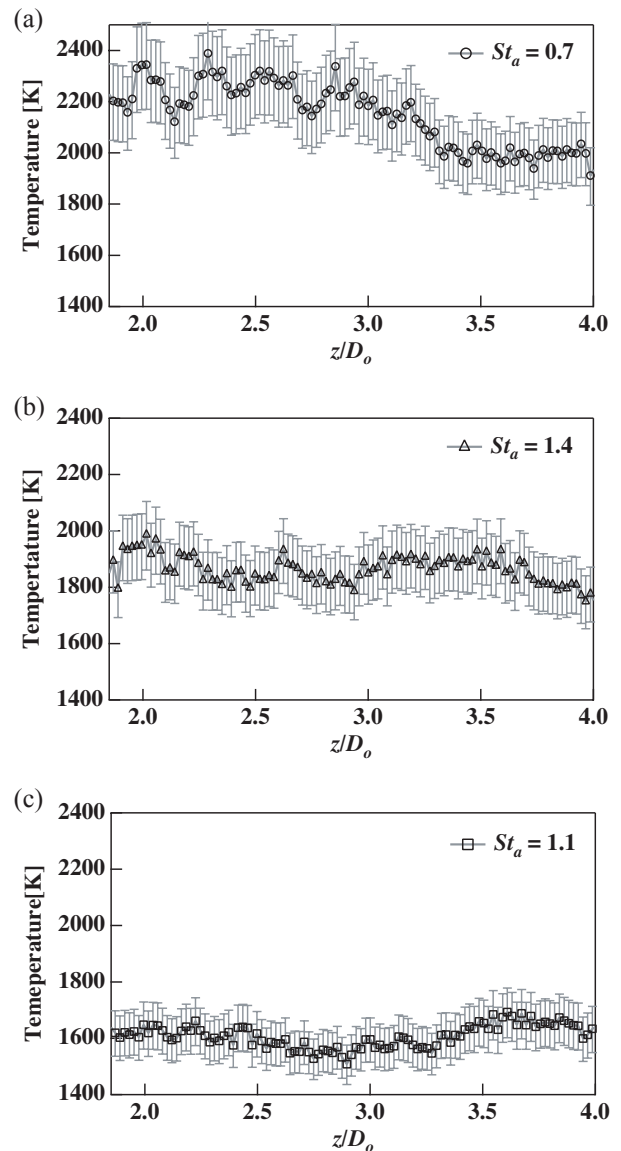 (a)
2400
2200
2000
1800
1600
1400
Temperature [K]
St_a = 0.7
2.0 2.5 3.0 3.5 4.0
z/D_o
(b)
2400
2200
2000
1800
1600
1400
Tempertature [K]
St_a = 1.4
2.0 2.5 3.0 3.5 4.0
z/D_o
(c)
2400
2200
2000
1800
1600
1400
Temeperature[K]
St_a = 1.1
2.0 2.5 3.0 3.5 4.0
z/D_o